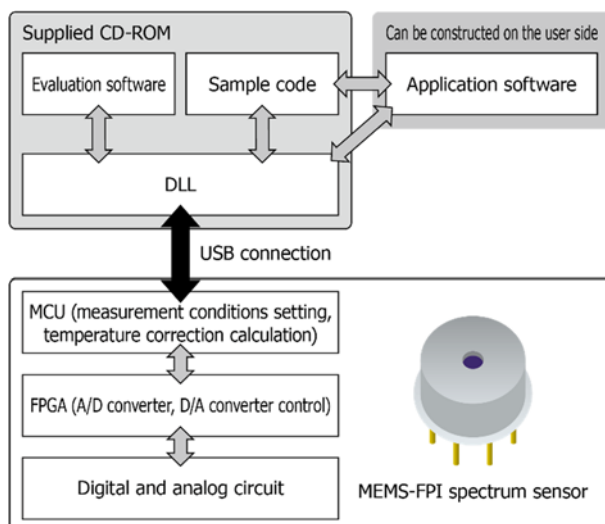 Supplied CD-ROM
Can be constructed on the user side
Evaluation software
Sample code
Application software
DLL
USB connection
MCU (measurement conditions setting,
temperature correction calculation)
FPGA (A/D converter, D/A converter control)
Digital and analog circuit
MEMS-FPI spectrum sensor